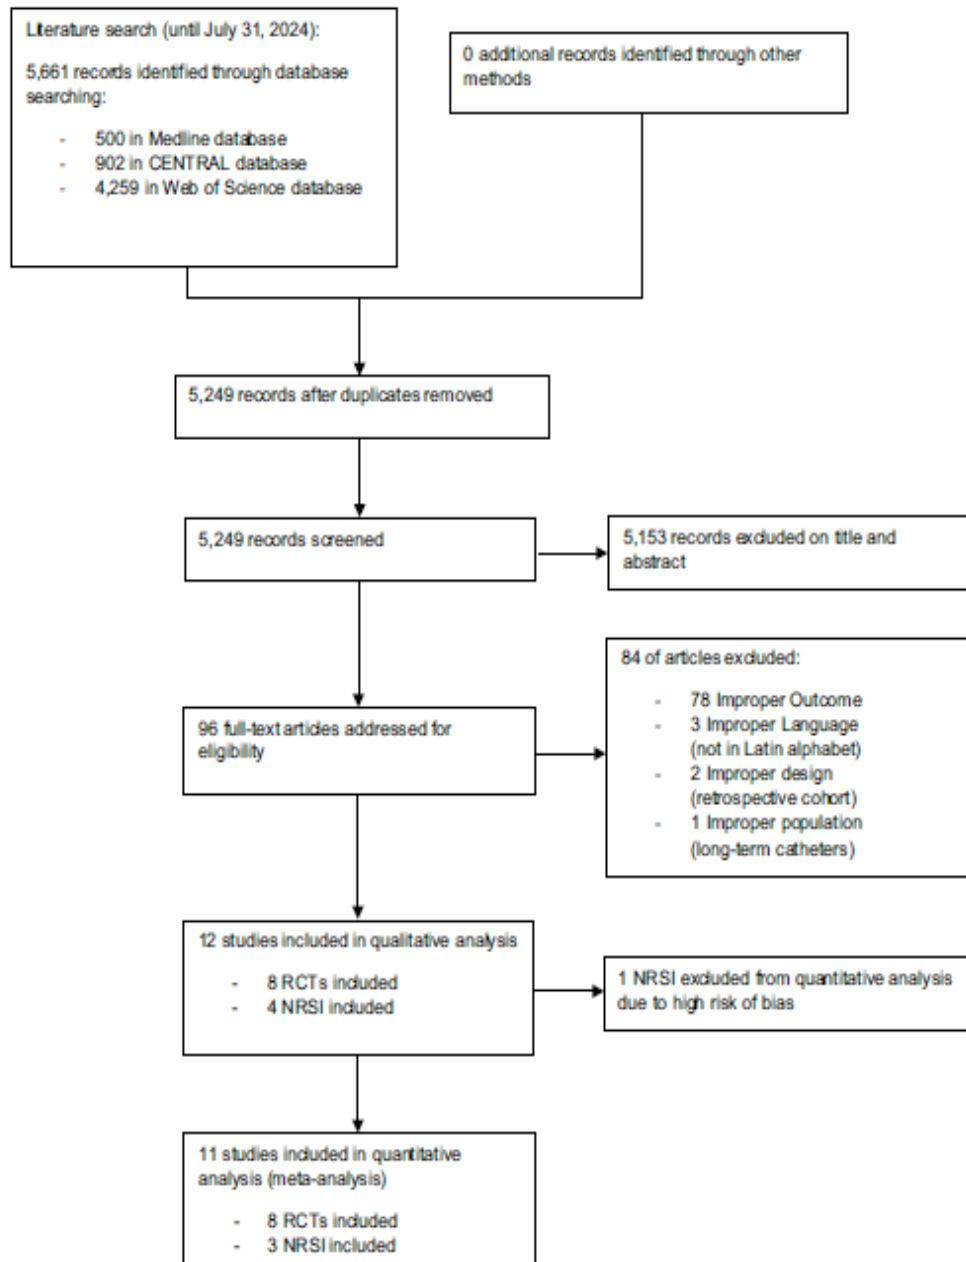 Literature search (until July 31, 2024):
5,661 records identified through database
searching:
- 500 in Medline database
- 902 in CENTRAL database
- 4,259 in Web of Science database
0 additional records identified through other
methods
5,249 records after duplicates removed
5,249 records screened
5,153 records excluded on title and
abstract
84 of articles excluded:
- 78 Improper Outcome
- 3 Improper Language
(not in Latin alphabet)
- 2 Improper design
(retrospective cohort)
- 1 Improper population
(long-term catheters)
96 full-text articles addressed for
eligibility
12 studies included in qualitative analysis
- 8 RCTs included
- 4 NRSI included
1 NRSI excluded from quantitative analysis
due to high risk of bias
11 studies included in quantitative
analysis (meta-analysis)
- 8 RCTs included
- 3 NRSI included